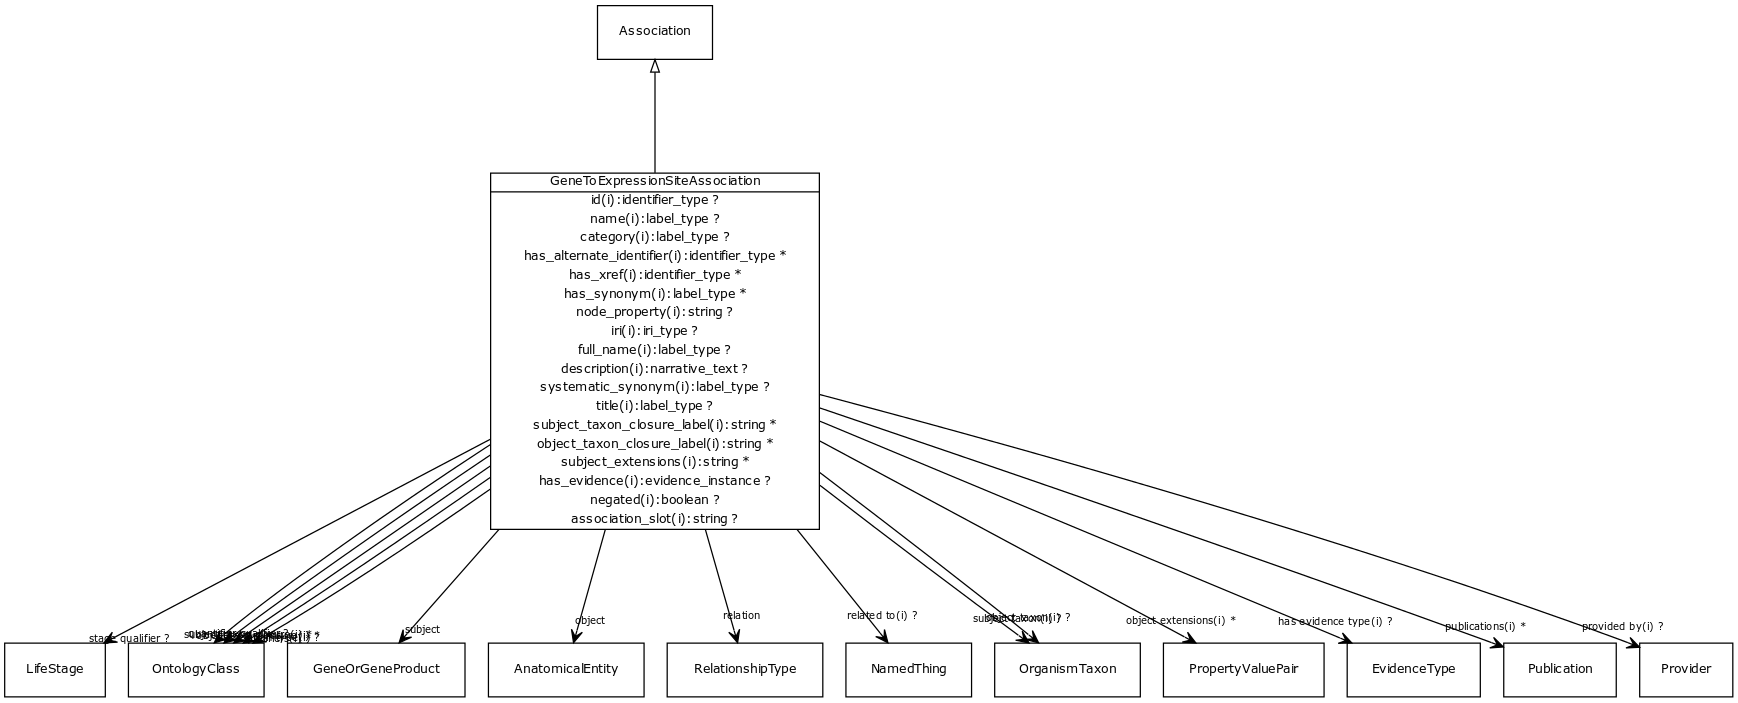 Association
GeneToExpressionSiteAssociation
id(i):identifier_type ?
name(i):label_type ?
category(i):label_type ?
has_alternate_identifier(i):identifier_type *
has_xref(i):identifier_type *
has_synonym(i):label_type *
node_property(i):string ?
iri(i):iri_type ?
full_name(i):label_type ?
description(i):narrative_text ?
systematic_synonym(i):label_type ?
title(i):label_type ?
subject_taxon_closure_label(i):string *
object_taxon_closure_label(i):string *
subject_extensions(i):string *
has_evidence(i):evidence_instance ?
negated(i):boolean ?
association_slot(i):string ?
stage qualifier ?
subject
object
relation
related to(i) ?
object extensions(i) *
has evidence type(i) ?
publications(i) *
provided by(i) ?
LifeStage
OntologyClass
GeneOrGeneProduct
AnatomicalEntity
RelationshipType
NamedThing
OrganismTaxon
PropertyValuePair
EvidenceType
Publication
Provider